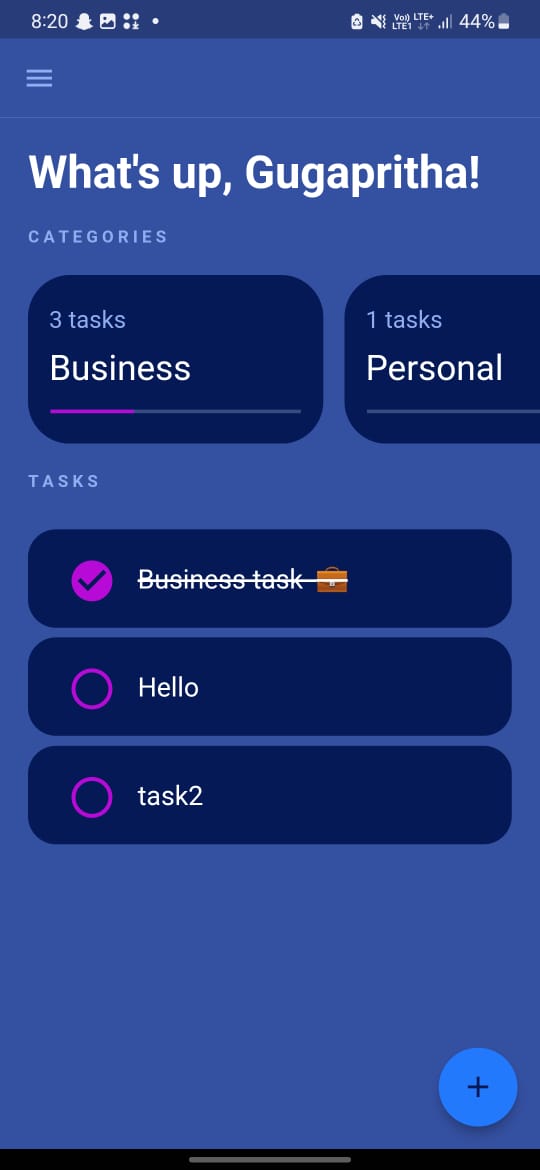 8:20 Vo)) LTE+ LTE1 44%
What's up, Gugapritha!
CATEGORIES
3 tasks
1 tasks
Business
Personal
TASKS
Business task 💼
Hello
task2
+